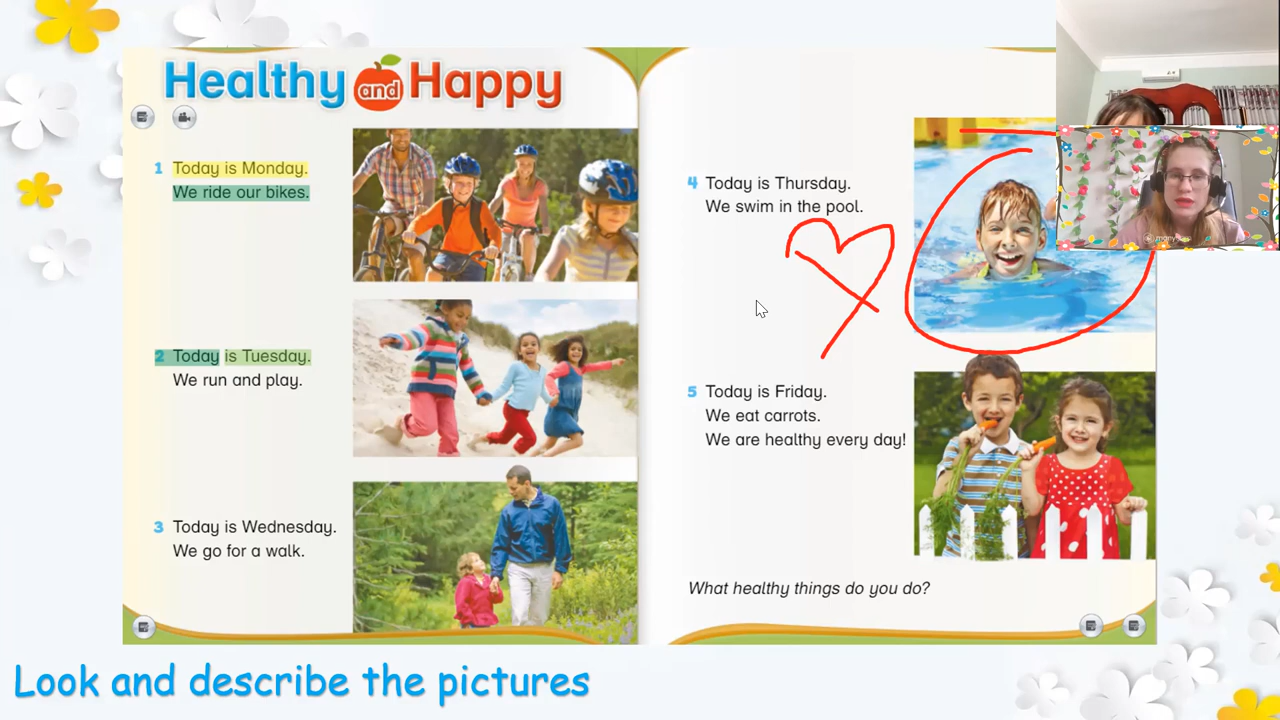 Healthy and Happy
1 Today is Monday.
We ride our bikes.
2 Today is Tuesday.
We run and play.
3 Today is Wednesday.
We go for a walk.
4 Today is Thursday.
We swim in the pool.
5 Today is Friday.
We eat carrots.
We are healthy every day!
What healthy things do you do?
Look and describe the pictures